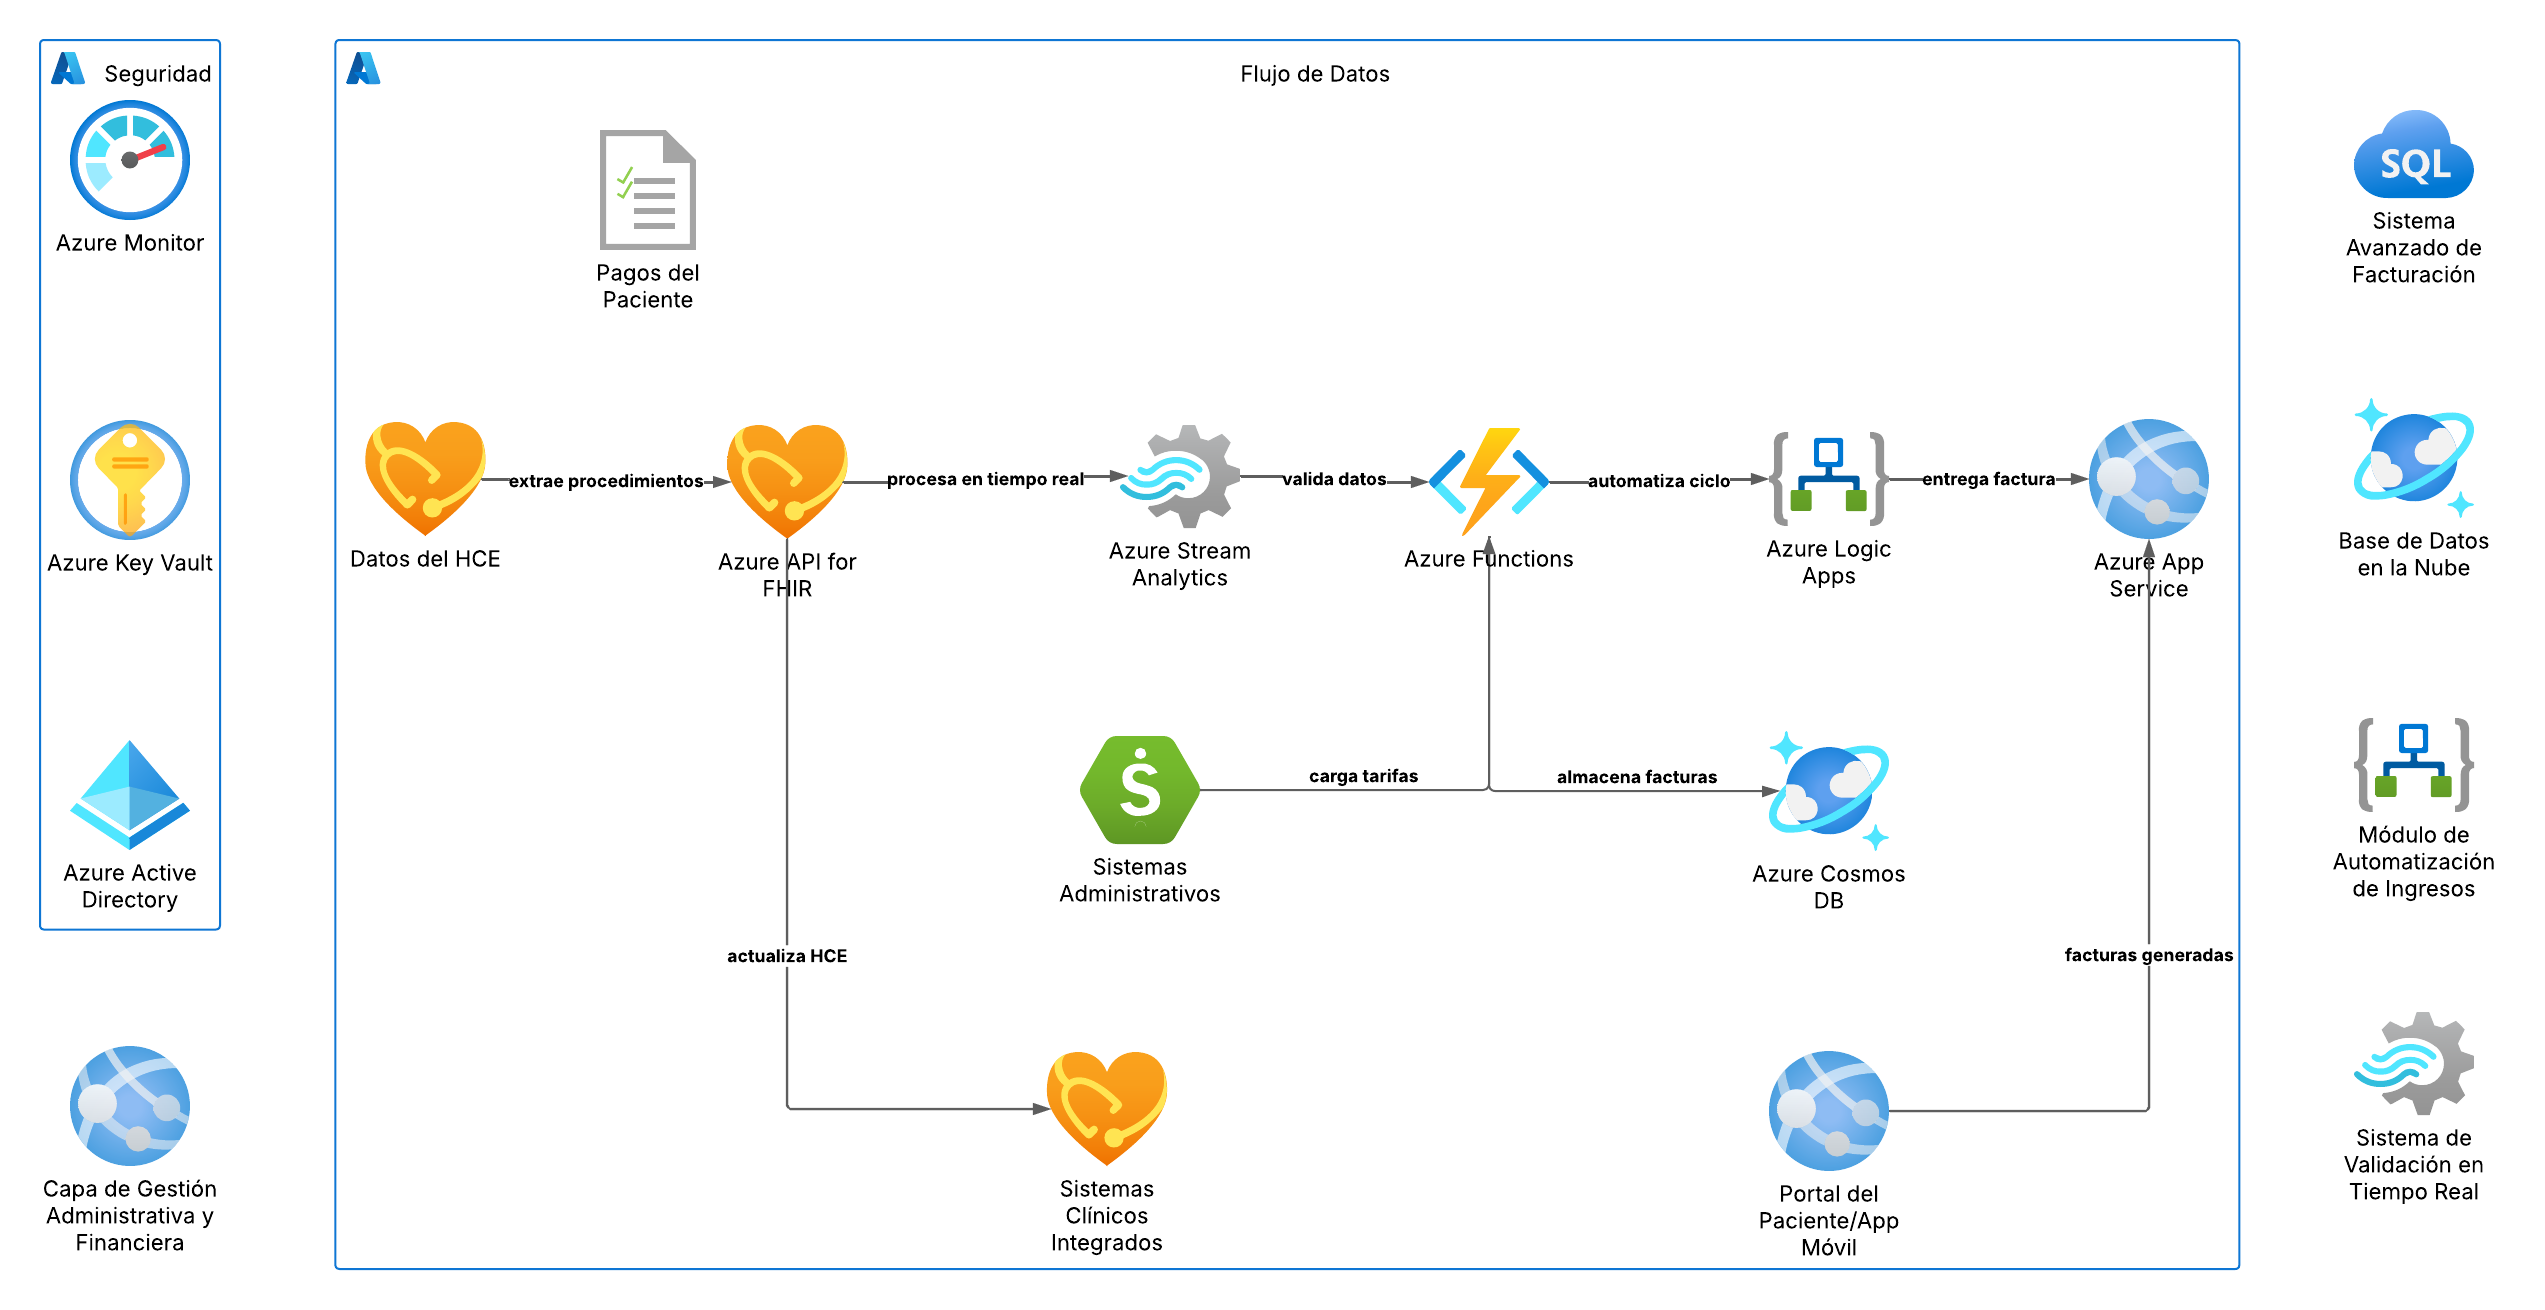 Seguridad
Azure Monitor
Azure Key Vault
Azure Active
Directory
Capa de Gestión
Administrativa y
Financiera
Flujo de Datos
Pagos del
Paciente
Datos del HCE
extrae procedimientos
Azure API for
FHIR
procesa en tiempo real
Azure Stream
Analytics
valida datos
Azure Functions
automatiza ciclo
Azure Logic
Apps
entrega factura
Azure App
Service
S
Sistemas
Administrativos
carga tarifas
almacena facturas
Azure Cosmos
DB
actualiza HCE
facturas generadas
Sistemas
Clínicos
Integrados
Portal del
Paciente/App
Móvil
SQL
Sistema
Avanzado de
Facturación
Base de Datos
en la Nube
Módulo de
Automatización
de Ingresos
Sistema de
Validación en
Tiempo Real